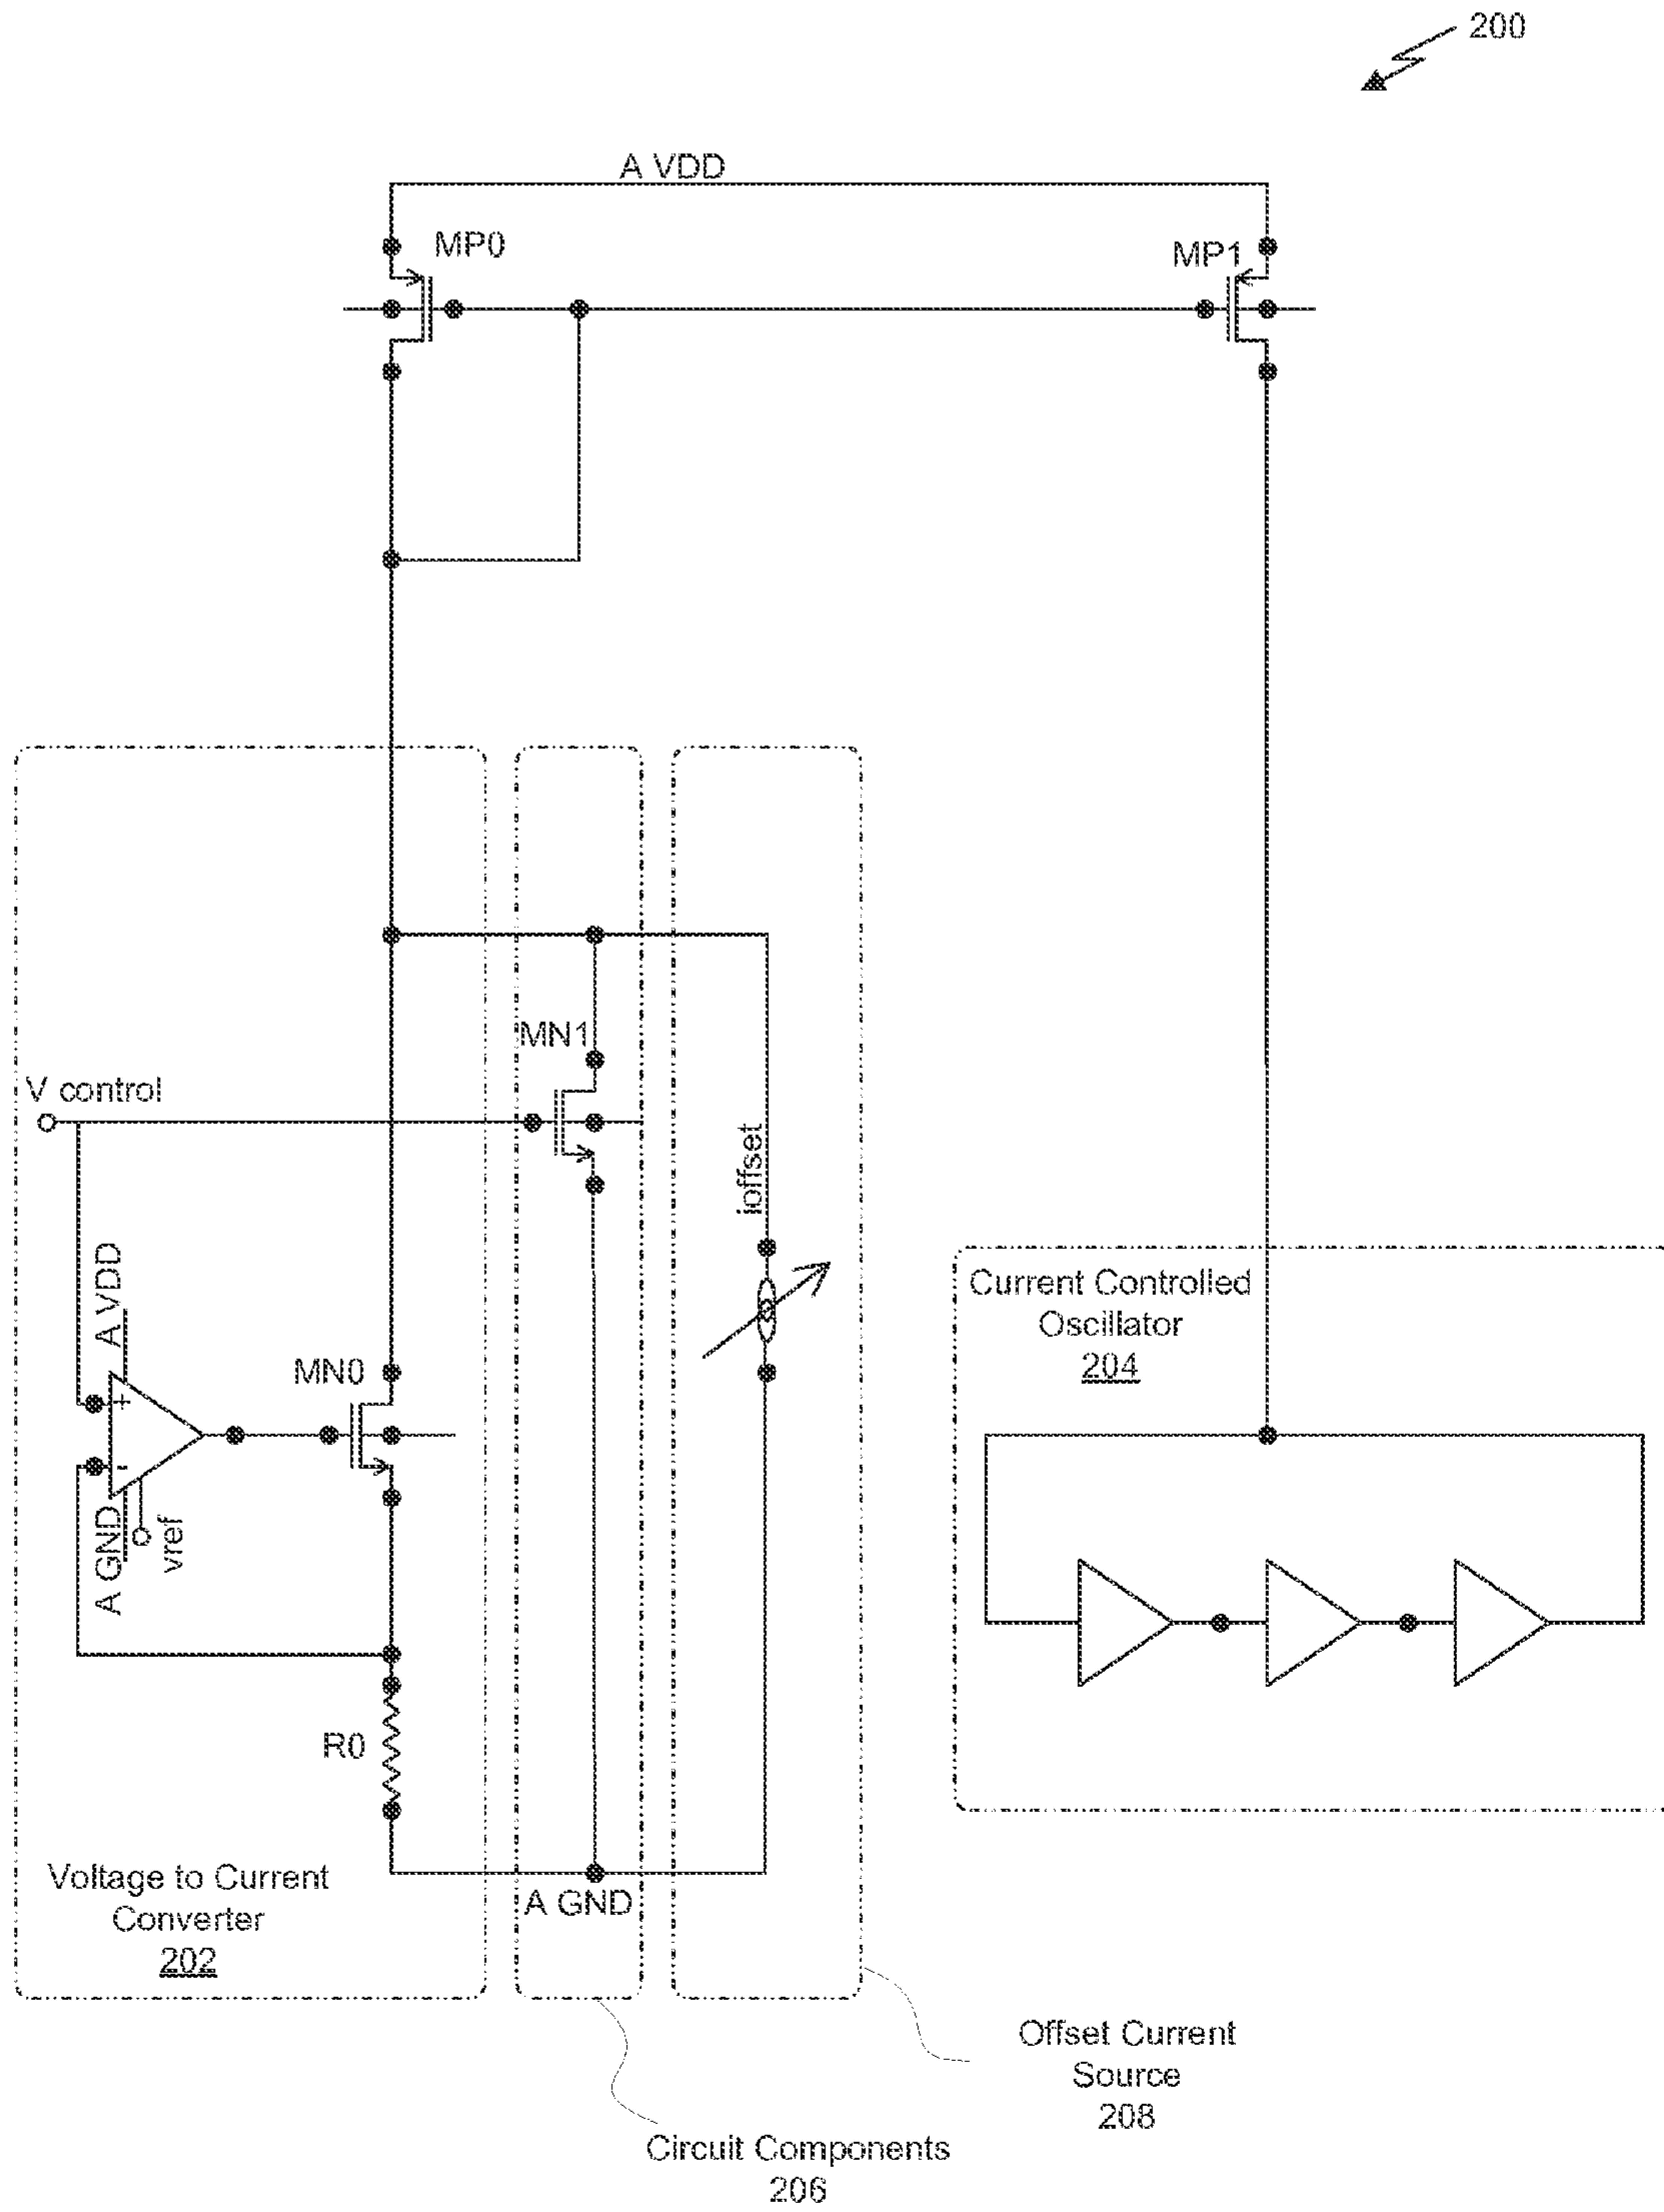 200
A VDD
MP0
MP1
MN1
V control
ioffset
A VDD
+
-
MN0
A GND
vref
R0
Current Controlled
Oscillator
204
Voltage to Current
Converter
202
A GND
Offset Current
Source
208
Circuit Components
206